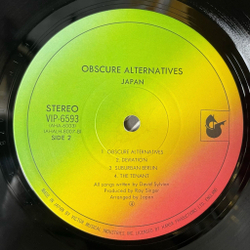 OBSCURE ALTERNATIVES
JAPAN
STEREO
VIP-6593
SIDE 2
1. OBSCURE ALTERNATIVES
2. DEVIATION
3. SUBURBAN BERLIN
4. THE TENANT
All songs written by David Sylvian
Produced by Ray Singer
Arranged by Japan